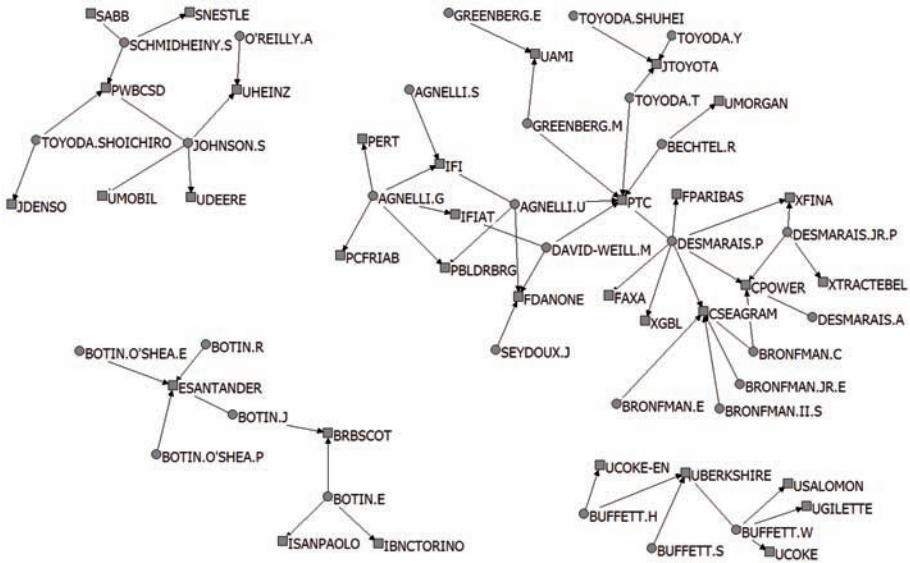 SABB
SNESTLE
SCHMIDHEINY.S
O'REILLY.A
PWBCSD
UHEINZ
TOYODA.SHOICHIRO
JOHNSON.S
JDENSO
UMOBIL
UDEERE
GREENBERG.E
TOYODA.SHUHEI
TOYODA.Y
UAMI
JTOYOTA
AGNELLI.S
TOYODA.T
UMORGAN
GREENBERG.M
PERT
BECHTEL.R
IFI
AGNELLI.G
AGNELLI.U
PTC
FPARIBAS
XFINA
IFIAT
DAVID-WEILL.M
DESMARAIS.P
DESMARAIS.JR.P
PCFRIAB
PBLDRBRG
XTRACTEBEL
CPOWER
FDANONE
FAXA
XGBL
CSEAGRAM
DESMARAIS.A
SEYDOUX.J
BRONFMAN.C
BRONFMAN.JR.E
BRONFMAN.E
BRONFMAN.II.S
BOTIN.O'SHEA.E
BOTIN.R
ESANTANDER
BOTIN.J
BRBSCOT
BOTIN.O'SHEA.P
BOTIN.E
ISANPAOLO
IBNCTORINO
UCOKE-EN
UBERKSHIRE
USALOMON
UGILETTE
BUFFETT.H
BUFFETT.W
BUFFETT.S
UCOKE